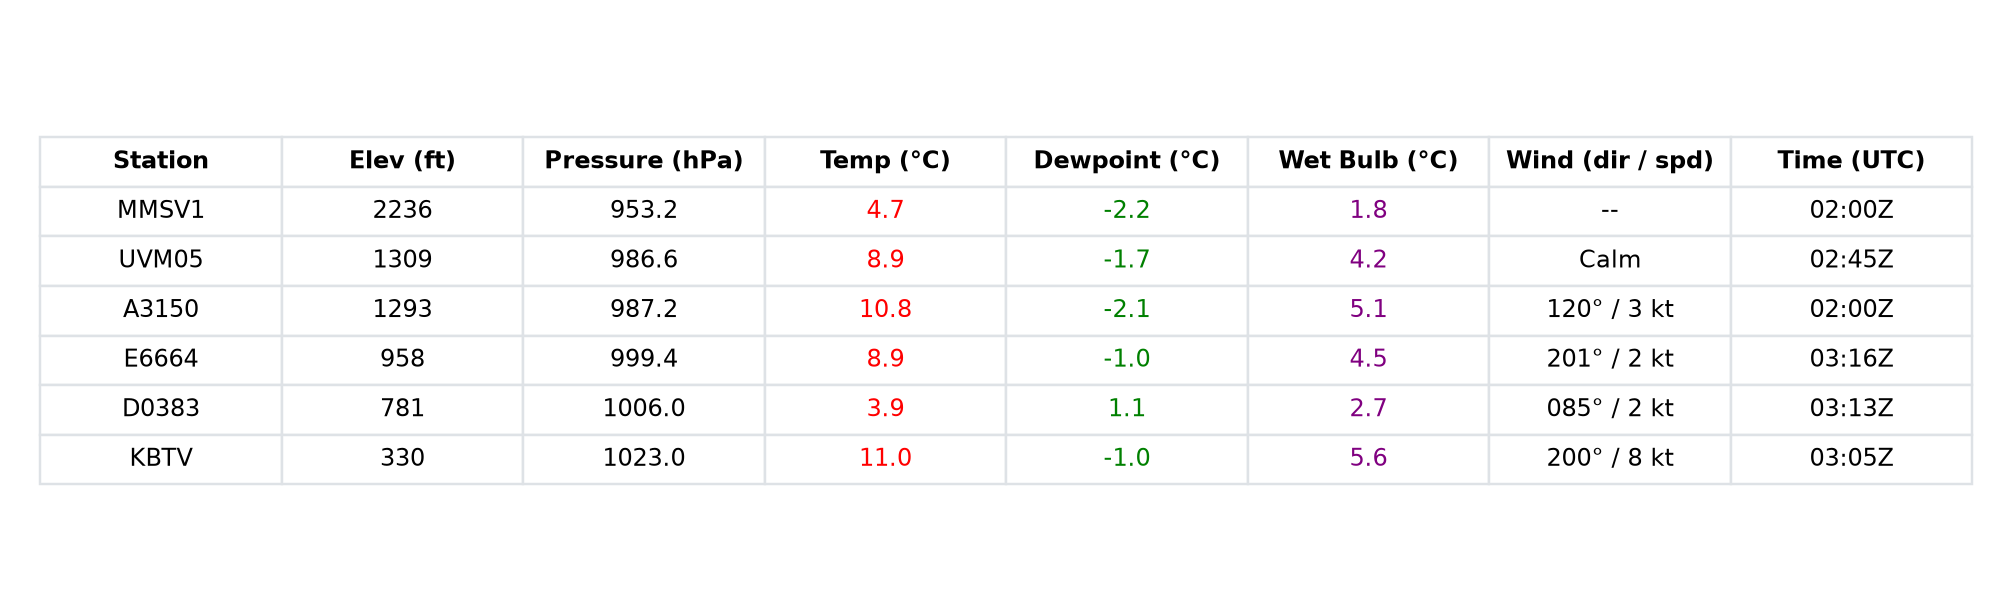 Station Elev (ft) Pressure (hPa) Temp (°C) Dewpoint (°C) Wet Bulb (°C) Wind (dir / spd) Time (UTC)
MMSV1 2236 953.2 4.7 -2.2 1.8 -- 02:00Z
UVM05 1309 986.6 8.9 -1.7 4.2 Calm 02:45Z
A3150 1293 987.2 10.8 -2.1 5.1 120° / 3 kt 02:00Z
E6664 958 999.4 8.9 -1.0 4.5 201° / 2 kt 03:16Z
D0383 781 1006.0 3.9 1.1 2.7 085° / 2 kt 03:13Z
KBTV 330 1023.0 11.0 -1.0 5.6 200° / 8 kt 03:05Z